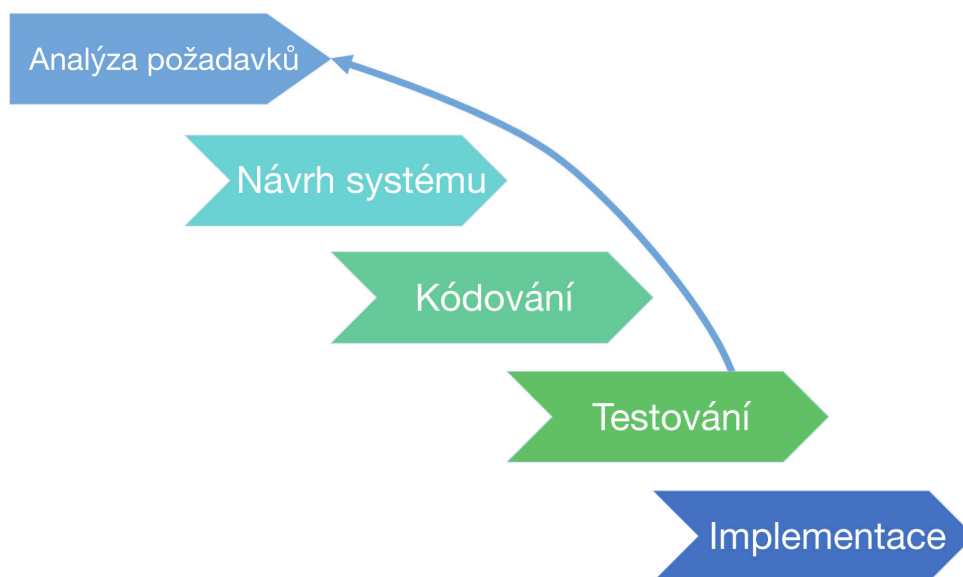 Analýza požadavků
Návrh systému
Kódování
Testování
Implementace